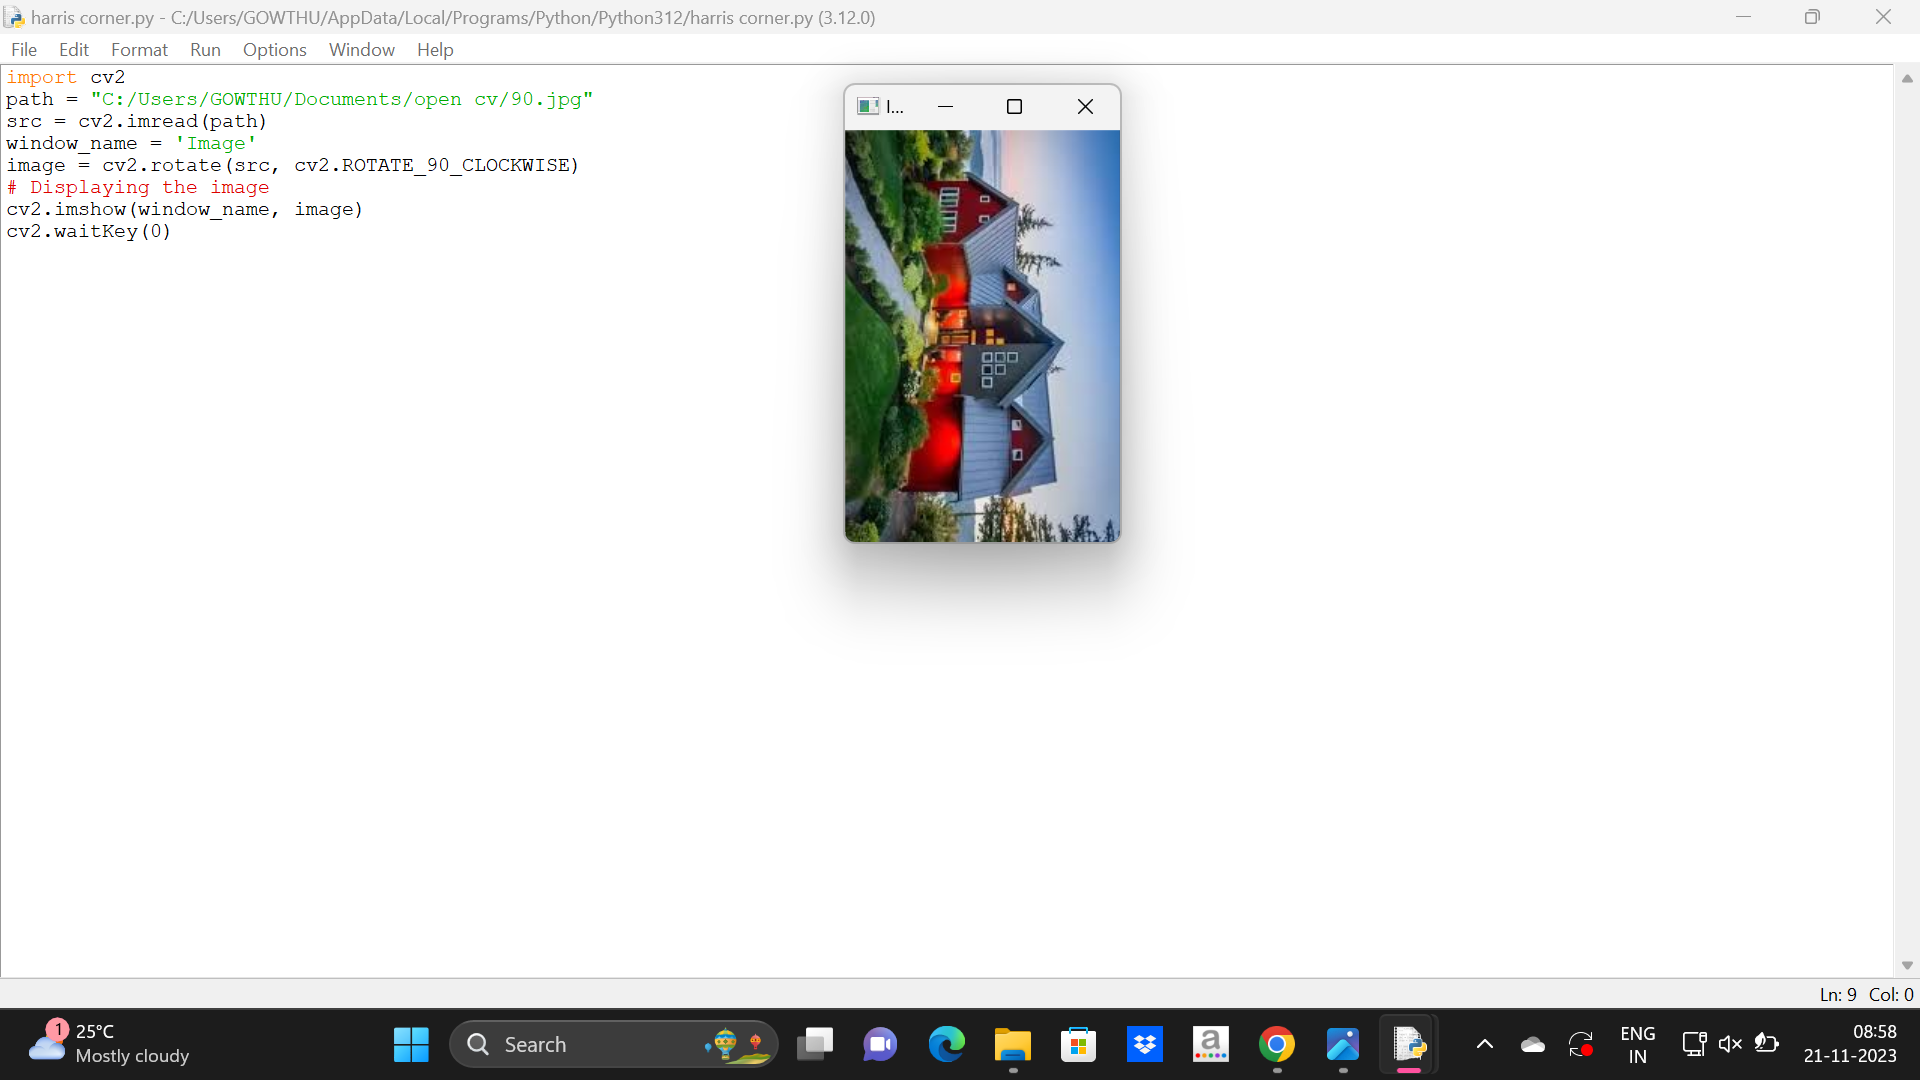 harris corner.py - C:/Users/GOWTHU/AppData/Local/Programs/Python/Python312/harris corner.py (3.12.0)
File Edit Format Run Options Window Help
import cv2
path = "C:/Users/GOWTHU/Documents/open cv/90.jpg"
src = cv2.imread(path)
window_name = 'Image'
image = cv2.rotate(src, cv2.ROTATE_90_CLOCKWISE)
# Displaying the image
cv2.imshow(window_name, image)
cv2.waitKey(0)
I...
Ln: 9 Col: 0
1
25°C
Mostly cloudy
Search
a
ENG
IN
08:58
21-11-2023